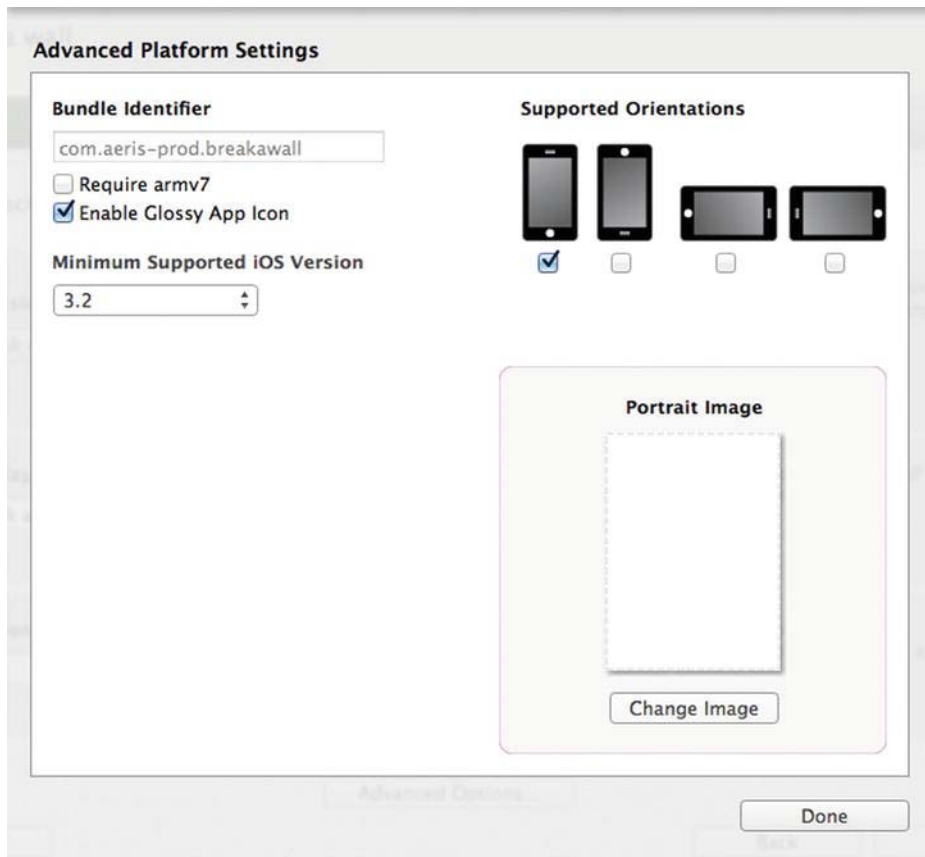 Advanced Platform Settings
Bundle Identifier
com.aeris-prod.breakawall
Require armv7
Enable Glossy App Icon
Minimum Supported iOS Version
3.2
Supported Orientations
Portrait Image
Change Image
Advanced Options...
Done
Back